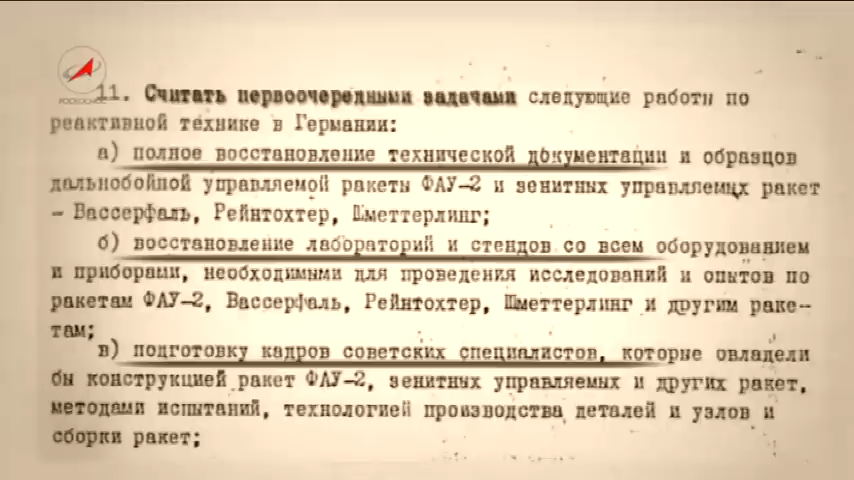 РОСКОСМОС
11. Считать первоочередными задачами следующие работы по
реактивной технике в Германии:
а) полное восстановление технической документации и образцов
дальнобойной управляемой ракеты ФАУ-2 и зенитных управляемых ракет
- Вассерфаль, Рейнтохтер, Шметтерлинг;
б) восстановление лабораторий и стендов со всем оборудованием
и приборами, необходимыми для проведения исследований и опытов по
ракетам ФАУ-2, Вассерфаль, Рейнтохтер, Шметтерлинг и другим раке-
там;
в) подготовку кадров советских специалистов, которые овладели
бы конструкцией ракет ФАУ-2, зенитных управляемых и других ракет,
методами испытаний, технологией производства деталей и узлов и
сборки ракет;